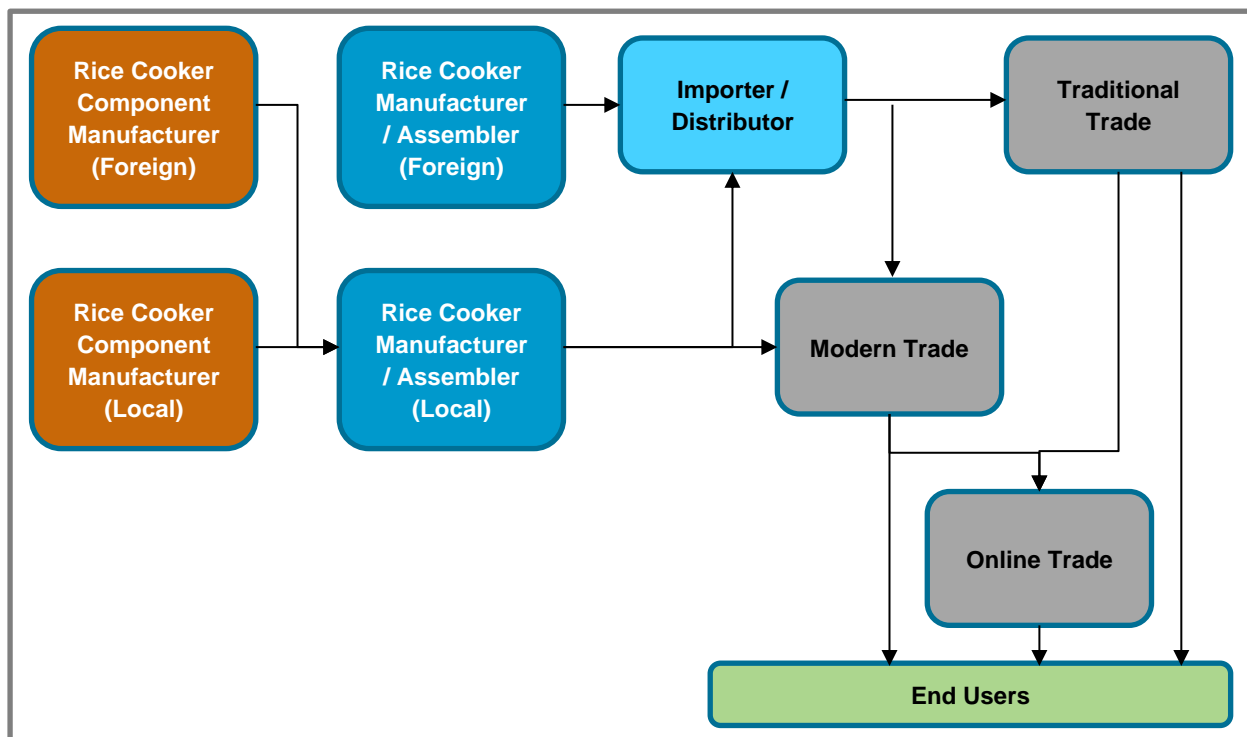 Rice Cooker
Component
Manufacturer
(Foreign)
Rice Cooker
Manufacturer
/ Assembler
(Foreign)
Importer /
Distributor
Traditional
Trade
Rice Cooker
Component
Manufacturer
(Local)
Rice Cooker
Manufacturer
/ Assembler
(Local)
Modern Trade
Online Trade
End Users